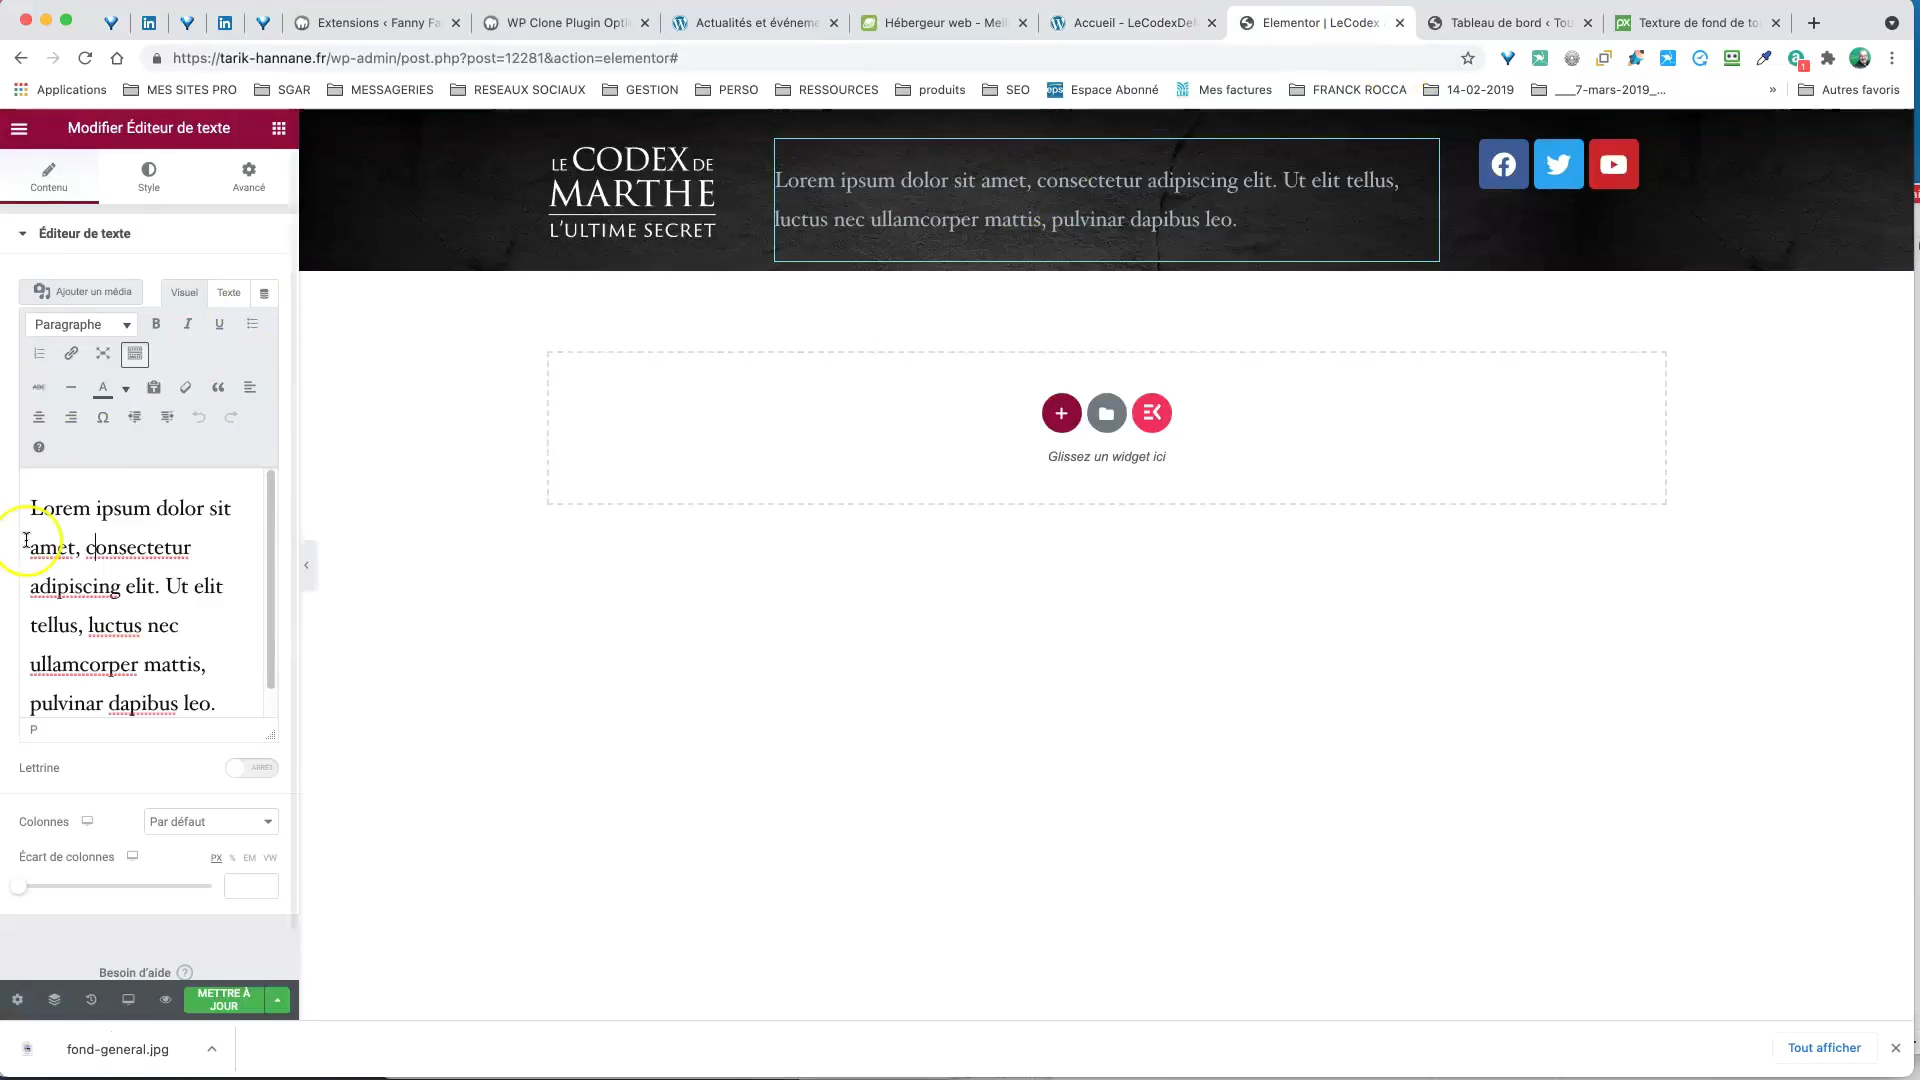 Extensions ‹ Fanny Fa
WP Clone Plugin Opti
Actualités et événeme
Hébergeur web - Meil
Accueil - LeCodexDe
Elementor | LeCodex
Tableau de bord ‹ Tou
Texture de fond de to
https://tarik-hannane.fr/wp-admin/post.php?post=12281&action=elementor#
1
Applications
MES SITES PRO
SGAR
MESSAGERIES
RESEAUX SOCIAUX
GESTION
PERSO
RESSOURCES
produits
SEO
Espace Abonné
Mes factures
FRANCK ROCCA
14-02-2019
___7-mars-2019_...
»
Autres favoris
Modifier Éditeur de texte
Contenu
Style
Avancé
Éditeur de texte
Ajouter un média
Visuel
Texte
Paragraphe
B I U
ABC
A
Ω
Lorem ipsum dolor sit
amet, consectetur
adipiscing elit. Ut elit
tellus, luctus nec
ullamcorper mattis,
pulvinar dapibus leo.
P
Lettrine
ARRÊT
Colonnes
Par défaut
Écart de colonnes
PX % EM VW
Besoin d'aide
METTRE À
JOUR
LE CODEX DE
MARTHE
L'ULTIME SECRET
Lorem ipsum dolor sit amet, consectetur adipiscing elit. Ut elit tellus,
luctus nec ullamcorper mattis, pulvinar dapibus leo.
Glissez un widget ici
fond-general.jpg
Tout afficher